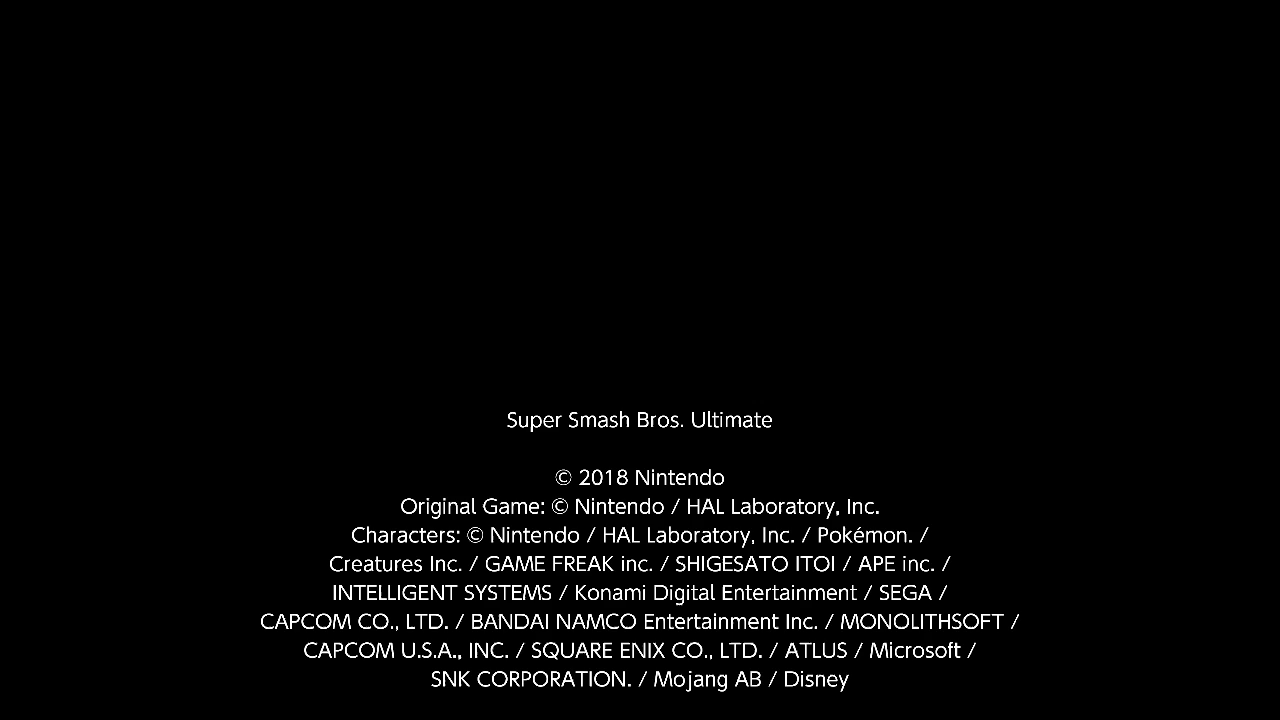 Super Smash Bros. Ultimate
© 2018 Nintendo
Original Game: © Nintendo / HAL Laboratory, Inc.
Characters: © Nintendo / HAL Laboratory, Inc. / Pokémon. /
Creatures Inc. / GAME FREAK inc. / SHIGESATO ITOI / APE inc. /
INTELLIGENT SYSTEMS / Konami Digital Entertainment / SEGA /
CAPCOM CO., LTD. / BANDAI NAMCO Entertainment Inc. / MONOLITHSOFT /
CAPCOM U.S.A., INC. / SQUARE ENIX CO., LTD. / ATLUS / Microsoft /
SNK CORPORATION. / Mojang AB / Disney